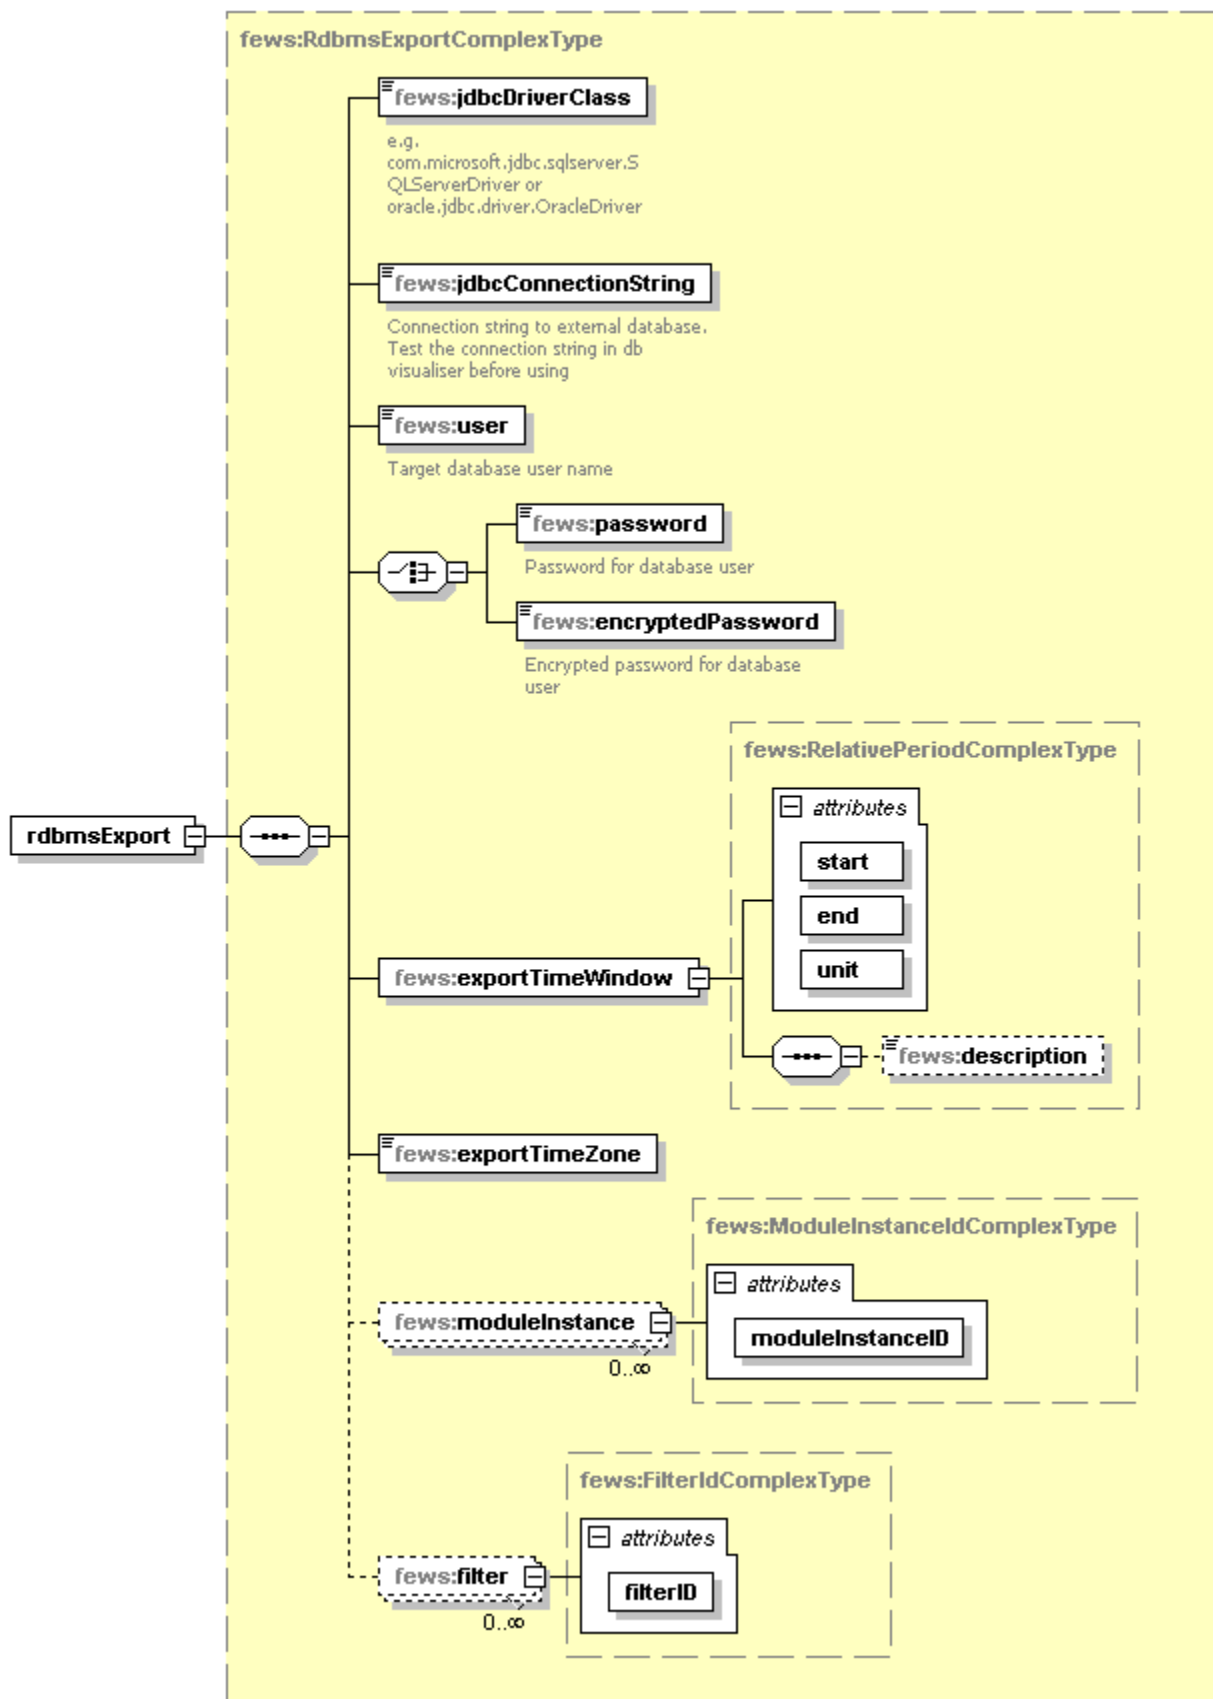 fews:RdbmsExportComplexType
fews:jdbcDriverClass
e.g.
com.microsoft.jdbc.sqlserver.S
QLServerDriver or
oracle.jdbc.driver.OracleDriver
fews:jdbcConnectionString
Connection string to external database.
Test the connection string in db
visualiser before using
fews:user
Target database user name
fews:password
Password for database user
fews:encryptedPassword
Encrypted password for database
user
fews:RelativePeriodComplexType
attributes
start
end
unit
rdbmsExport
fews:exportTimeWindow
fews:description
fews:exportTimeZone
fews:ModuleInstanceIdComplexType
attributes
moduleInstanceID
fews:moduleInstance
0..∞
fews:FilterIdComplexType
attributes
filterID
fews:filter
0..∞